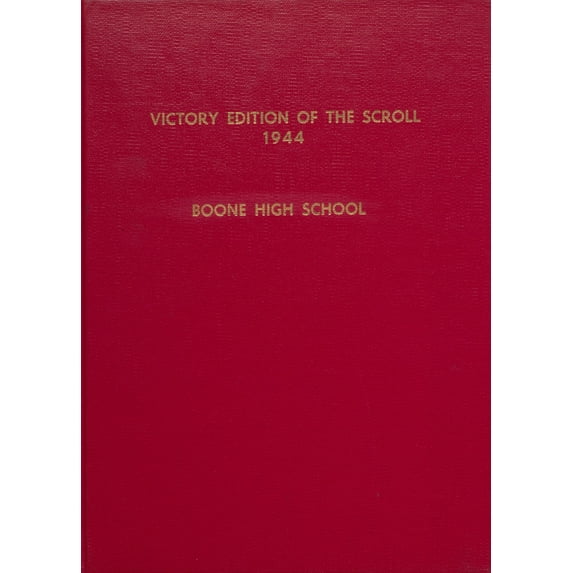 VICTORY EDITION OF THE SCROLL
1944
BOONE HIGH SCHOOL